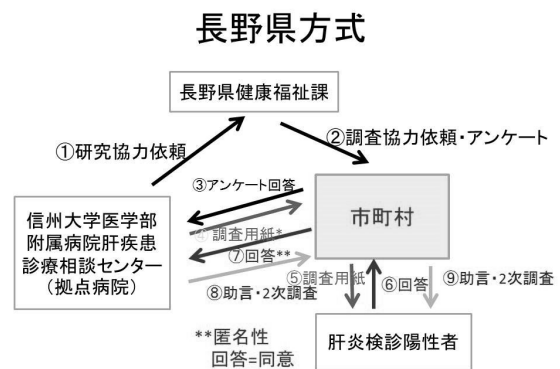 長野県方式
長野県健康福祉課
①研究協力依頼
②調査協力依頼・アンケート
③アンケート回答
信州大学医学部
附属病院肝疾患
診療相談センター
(拠点病院)
市町村
④調査用紙*
⑦回答**
⑧助言・2次調査
⑤調査用紙
⑥回答
⑨助言・2次調査
**匿名性
回答=同意
肝炎検診陽性者